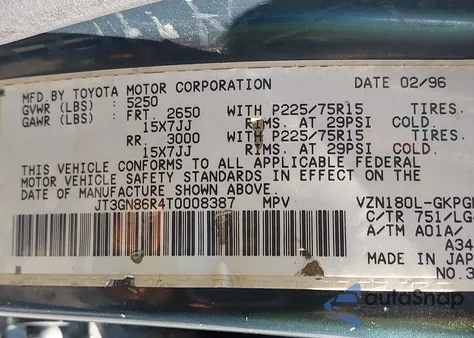 MFD.BY TOYOTA MOTOR CORPORATION DATE 02/96
GVWR (LBS) : 5250
GAWR (LBS) : FRT. 2650 WITH P225/75R15 TIRES.
15X7JJ RIMS. AT 29PSI COLD.
RR. 3000 WITH P225/75R15 TIRES.
15X7JJ RIMS. AT 29PSI COLD.
THIS VEHICLE CONFORMS TO ALL APPLICABLE FEDERAL
MOTOR VEHICLE SAFETY STANDARDS IN EFFECT ON THE
DATE OF MANUFACTURE SHOWN ABOVE.
JT3GN86R4T0008387 MPV VZN180L-GKPG
C/TR 751/LG
A/TM A01A/
A34
MADE IN JAP
NO.3
autoSnap